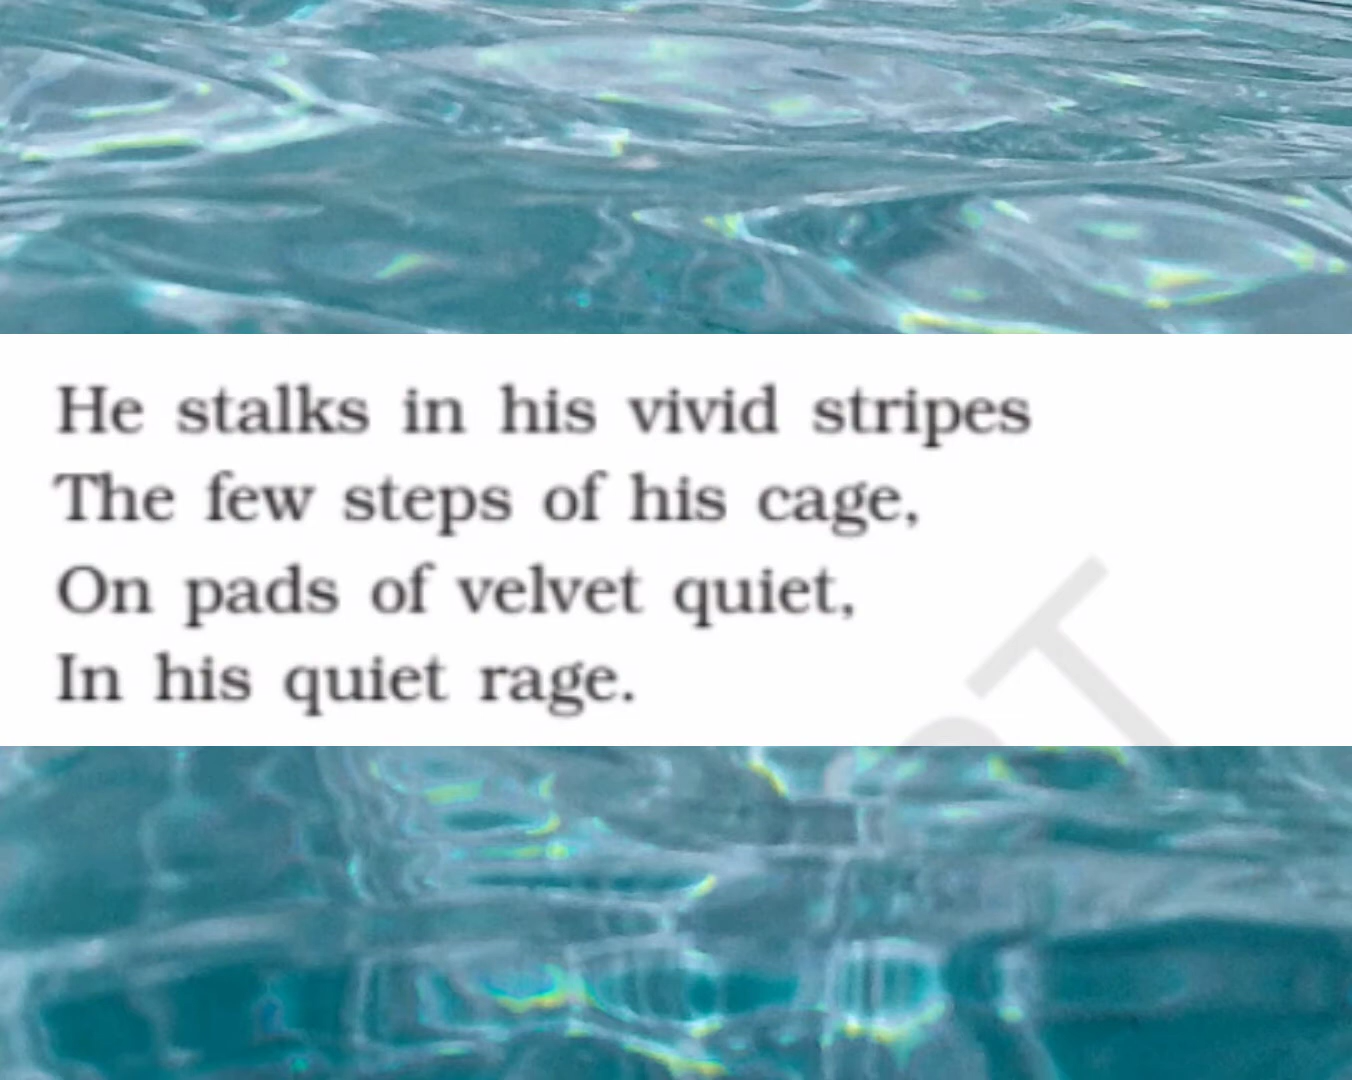 He stalks in his vivid stripes
The few steps of his cage,
On pads of velvet quiet,
In his quiet rage.